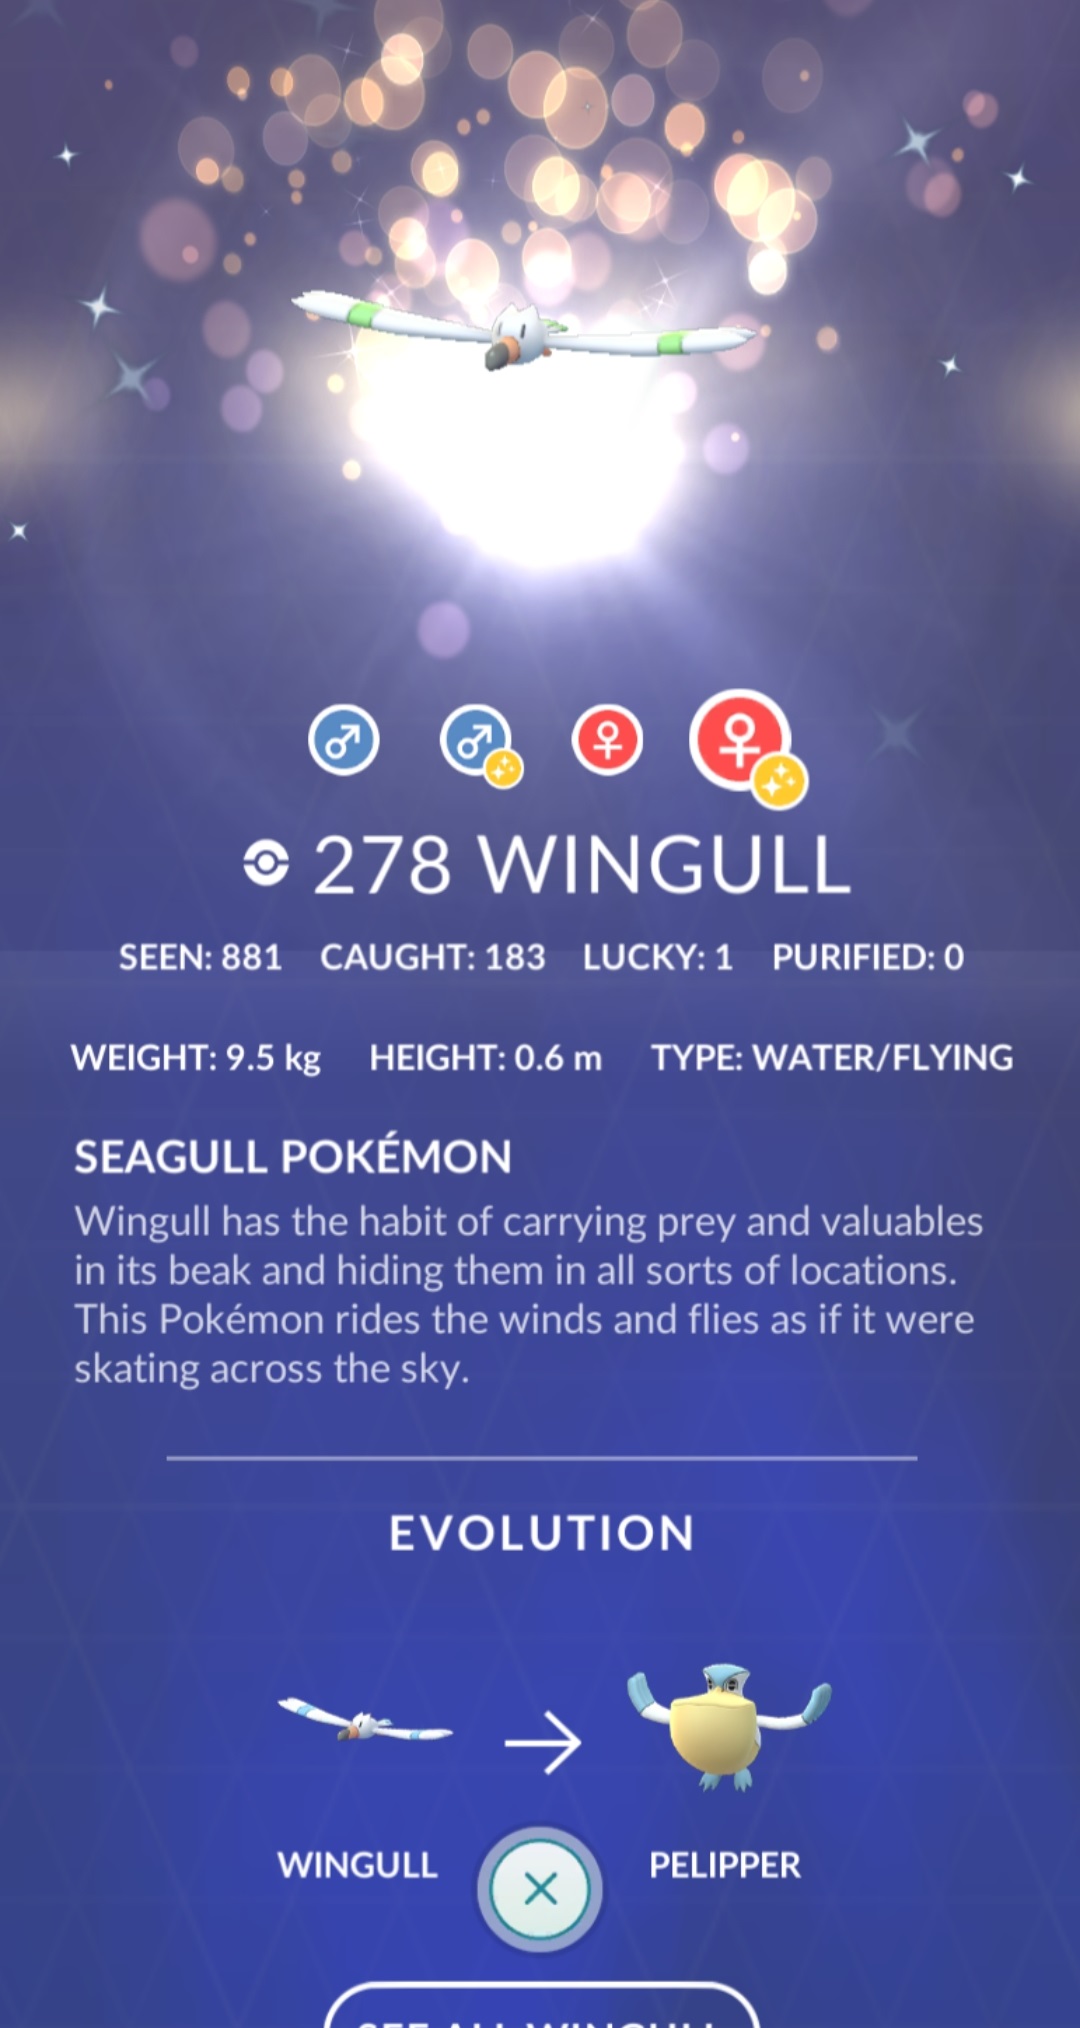 278 WINGULL
SEEN: 881 CAUGHT: 183 LUCKY: 1 PURIFIED: 0
WEIGHT: 9.5 kg HEIGHT: 0.6 m TYPE: WATER/FLYING
SEAGULL POKÉMON
Wingull has the habit of carrying prey and valuables
in its beak and hiding them in all sorts of locations.
This Pokémon rides the winds and flies as if it were
skating across the sky.
EVOLUTION
WINGULL PELIPPER
SEE ALL WINGULL